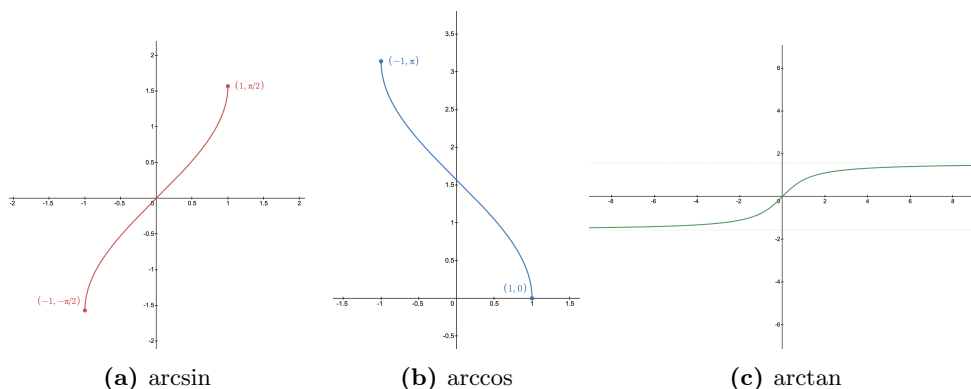 2
1.5
1
0.5
0
-0.5
-1
-1.5
-2
-2 -1.5 -1 -0.5 0.5 1 1.5 2
(1, π/2)
(−1, −π/2)
(a) arcsin
3.5
3
2.5
2
1.5
1
0.5
-0.5
-1.5 -1 -0.5 0 0.5 1 1.5
(−1, π)
(1, 0)
(b) arccos
6
4
2
-2
-4
-6
-8 -6 -4 -2 0 2 4 6 8
(c) arctan